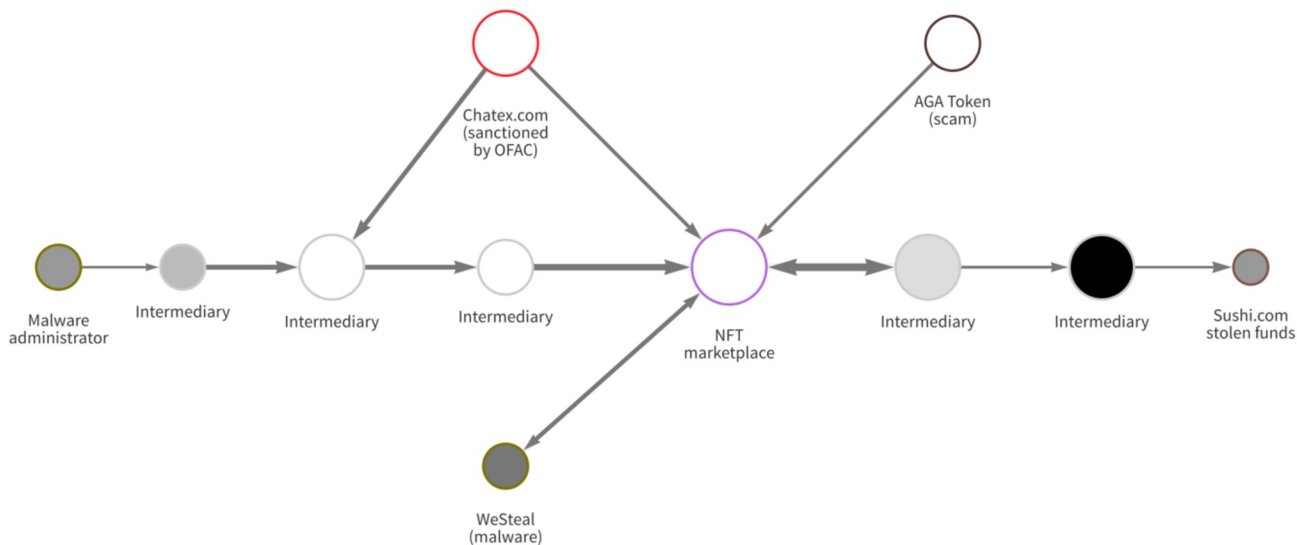 Chatex.com
(sanctioned
by OFAC)
AGA Token
(scam)
Malware
administrator
Intermediary
Intermediary
Intermediary
NFT
marketplace
Intermediary
Intermediary
Sushi.com
stolen funds
WeSteal
(malware)